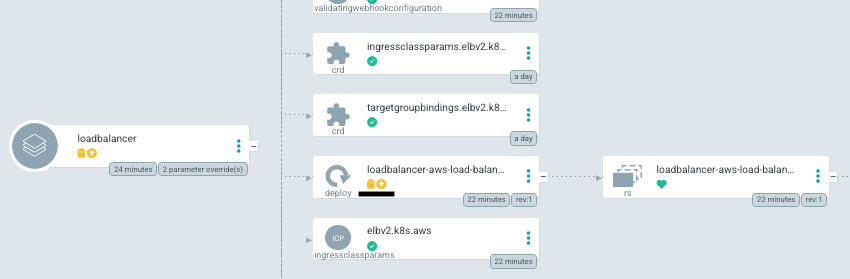 validatingwebhookconfiguration
22 minutes
ingressclassparams.elbv2.k8...
crd
a day
targetgroupbindings.elbv2.k8...
crd
a day
loadbalancer
24 minutes
2 parameter override(s)
loadbalancer-aws-load-balan...
deploy
22 minutes
rev:1
loadbalancer-aws-load-balan...
rs
22 minutes
rev:1
ICP
elbv2.k8s.aws
ingressclassparams
22 minutes